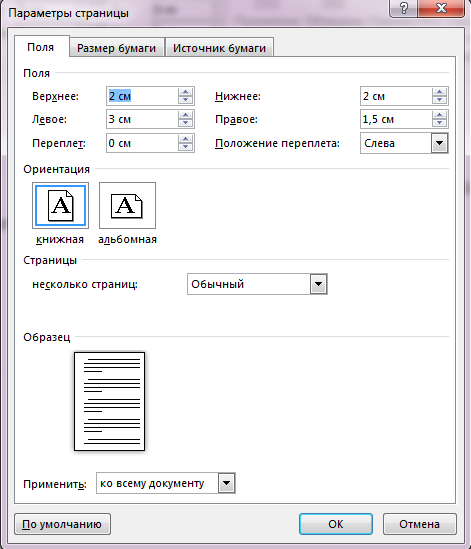 Параметры страницы
Поля Размер бумаги Источник бумаги
Поля
Верхнее: 2 см Нижнее: 2 см
Левое: 3 см Правое: 1,5 см
Переплет: 0 см Положение переплета: Слева
Ориентация
A A
книжная альбомная
Страницы
несколько страниц: Обычный
Образец
Применить: ко всему документу
По умолчанию OK Отмена